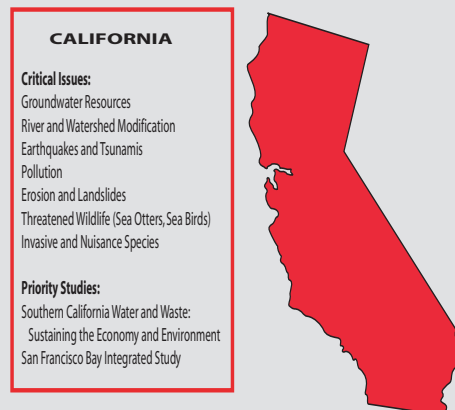 CALIFORNIA
Critical Issues:
Groundwater Resources
River and Watershed Modification
Earthquakes and Tsunamis
Pollution
Erosion and Landslides
Threatened Wildlife (Sea Otters, Sea Birds)
Invasive and Nuisance Species
Priority Studies:
Southern California Water and Waste:
Sustaining the Economy and Environment
San Francisco Bay Integrated Study